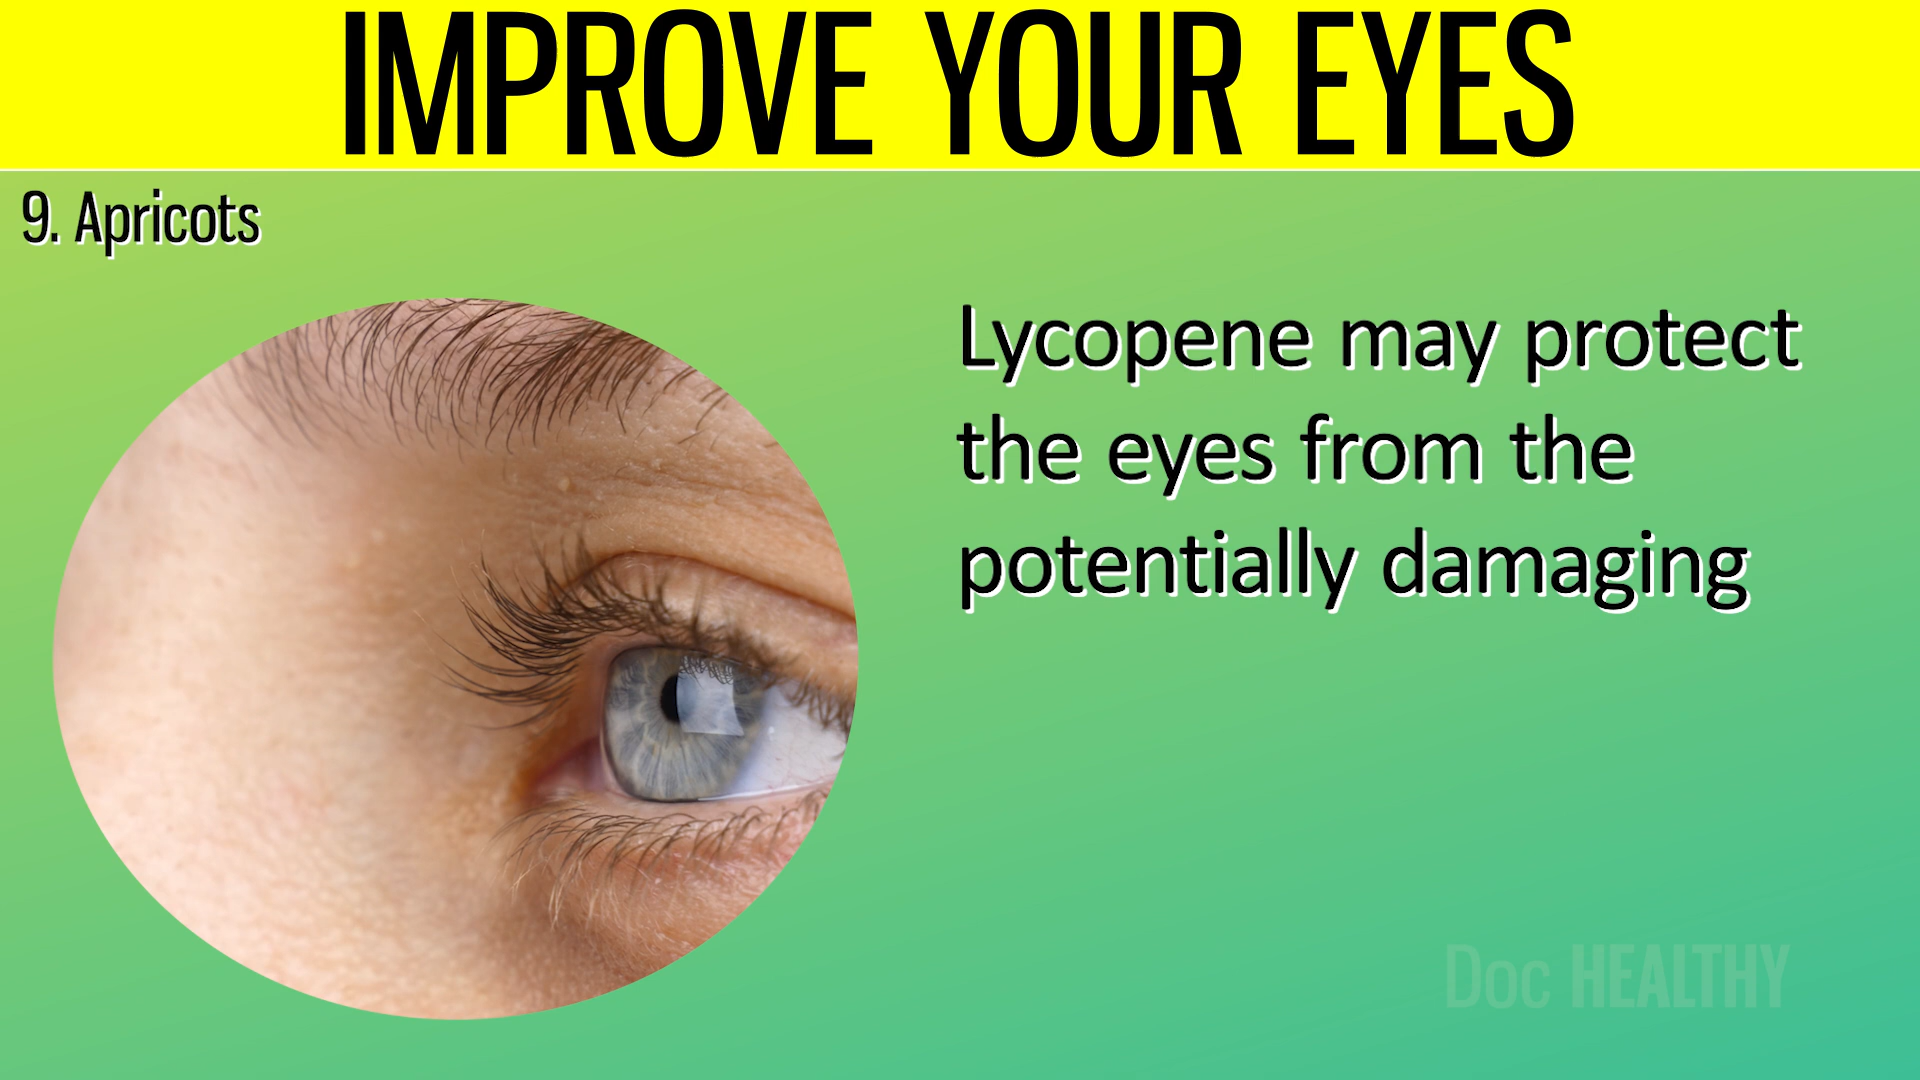 IMPROVE YOUR EYES
9. Apricots
Lycopene may protect
the eyes from the
potentially damaging
Doc HEALTHY